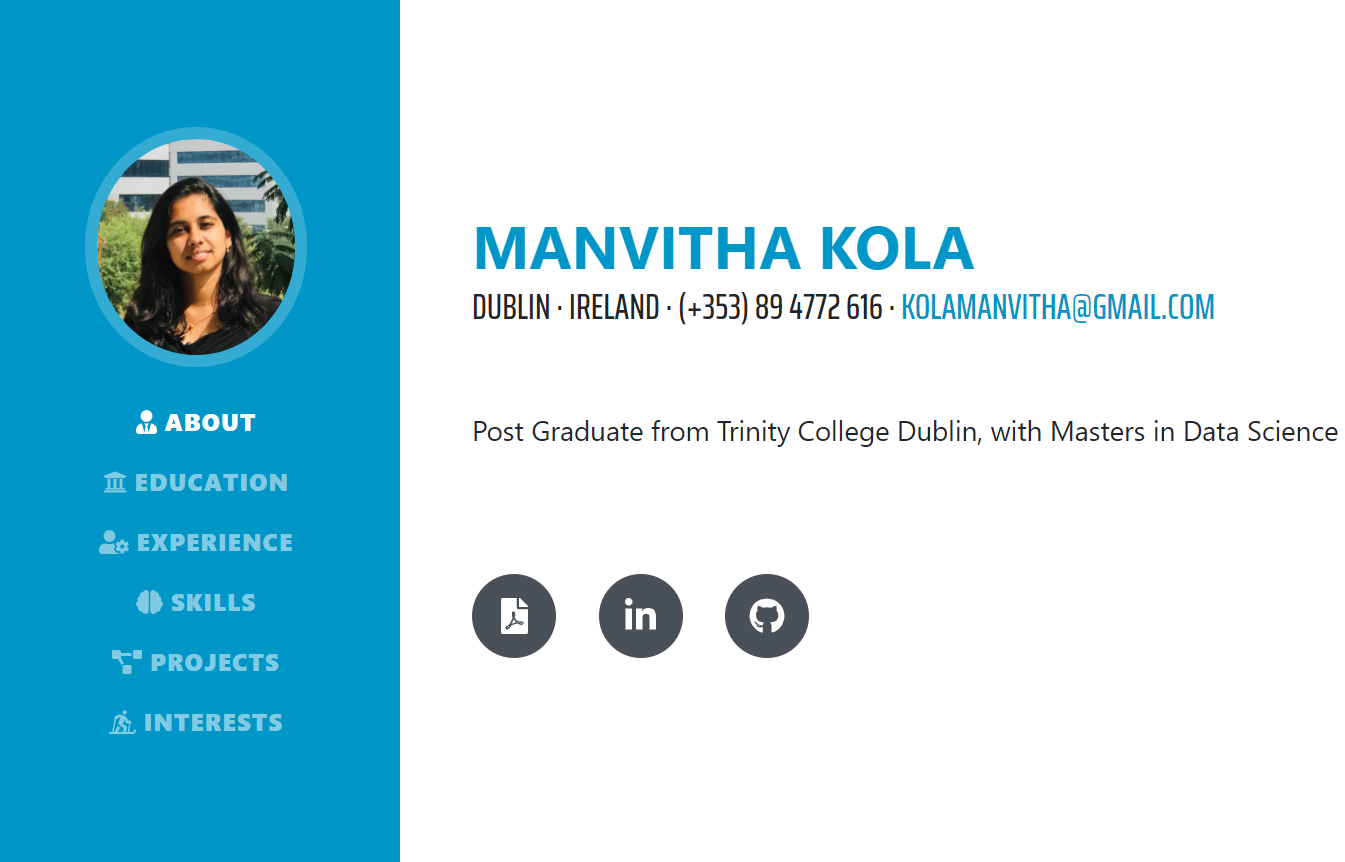 ABOUT
EDUCATION
EXPERIENCE
SKILLS
PROJECTS
INTERESTS
MANVITHA KOLA
DUBLIN · IRELAND · (+353) 89 4772 616 · KOLAMANVITHA@GMAIL.COM
Post Graduate from Trinity College Dublin, with Masters in Data Science
in